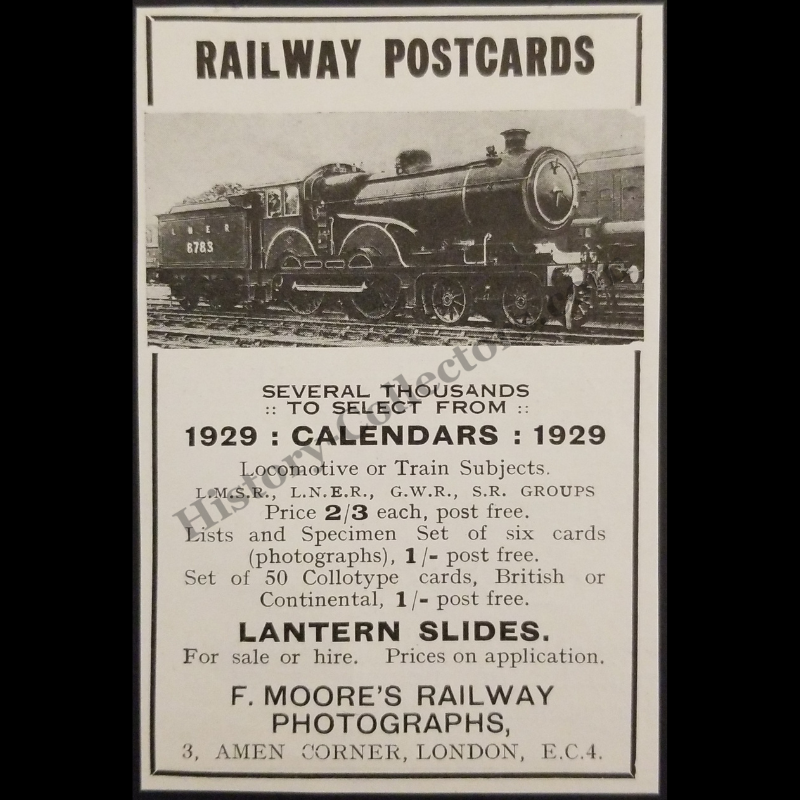 RAILWAY POSTCARDS
L N E R
8783
SEVERAL THOUSANDS
:: TO SELECT FROM ::
1929 : CALENDARS : 1929
Locomotive or Train Subjects.
L.M.S.R., L.N.E.R., G.W.R., S.R. GROUPS
Price 2/3 each, post free.
Lists and Specimen Set of six cards
(photographs), 1/- post free.
Set of 50 Collotype cards, British or
Continental, 1/- post free.
LANTERN SLIDES.
For sale or hire. Prices on application.
F. MOORE'S RAILWAY
PHOTOGRAPHS,
3, AMEN CORNER, LONDON, E.C.4.